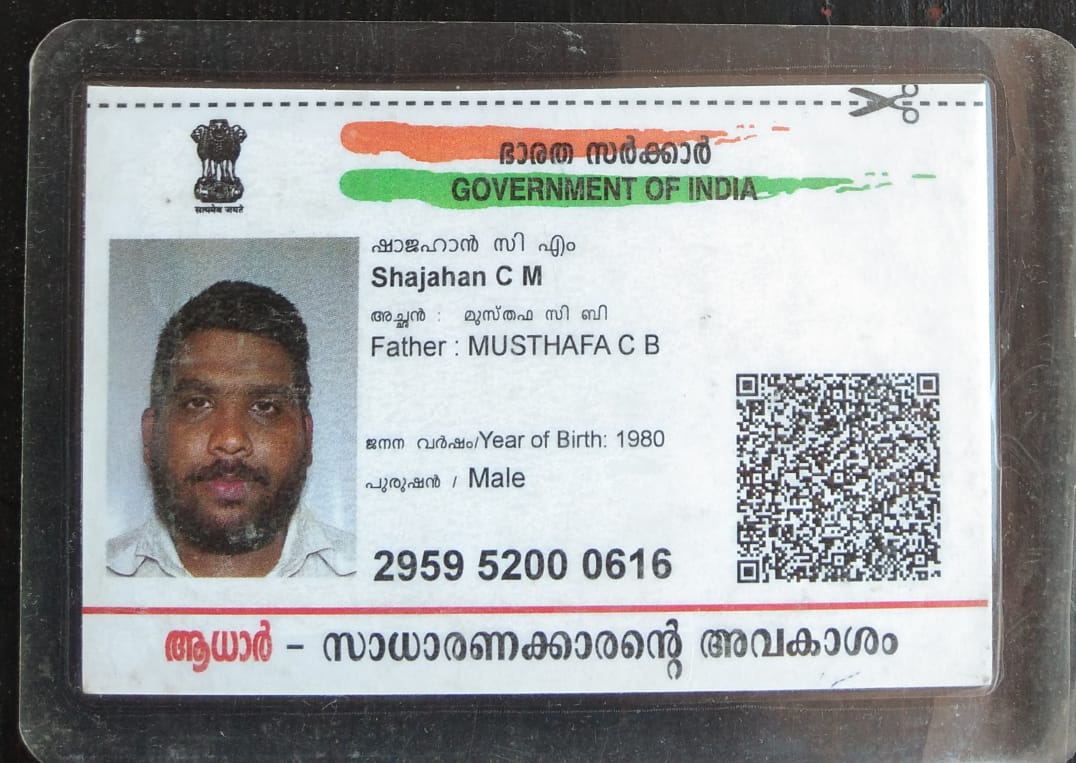 ഭാരത സർക്കാർ
GOVERNMENT OF INDIA
सत्यमेव जयते
ഷാജഹാൻ സി എം
Shajahan C M
അച്ഛൻ : മുസ്തഫ സി ബി
Father : MUSTHAFA C B
ജനന വർഷം/Year of Birth: 1980
പുരുഷൻ / Male
2959 5200 0616
ആധാർ – സാധാരണക്കാരന്റെ അവകാശം